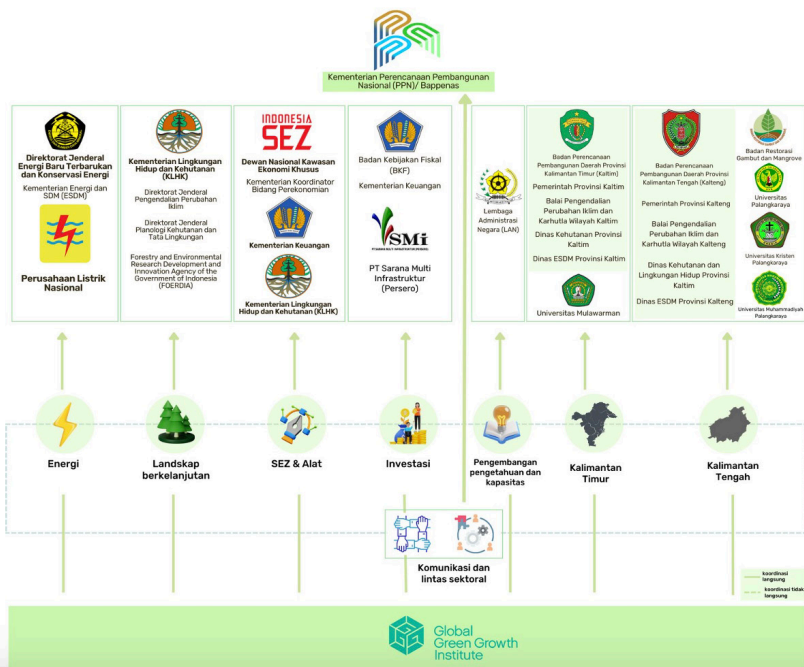 Kementerian Perencanaan Pembangunan
Nasional (PPN)/ Bappenas
Direktorat Jenderal
Energi Baru Terbarukan
dan Konservasi Energi
Kementerian Energi dan
SDM (ESDM)
Perusahaan Listrik
Nasional
Kementerian Lingkungan
Hidup dan Kehutanan
(KLHK)
Direktorat Jenderal
Pengendalian Perubahan
Iklim
Direktorat Jenderal
Planologi Kehutanan dan
Tata Lingkungan
Forestry and Environmental
Research Development and
Innovation Agency of the
Government of Indonesia
(FOERDIA)
INDONESIA
SEZ
Dewan Nasional Kawasan
Ekonomi Khusus
Kementerian Koordinator
Bidang Perekonomian
Kementerian Keuangan
Kementerian Lingkungan
Hidup dan Kehutanan (KLHK)
Badan Kebijakan Fiskal
(BKF)
Kementerian Keuangan
SMi
PT SARANA MULTI INFRASTRUKTUR (PERSERO)
PT Sarana Multi
Infrastruktur
(Persero)
Lembaga
Administrasi
Negara (LAN)
Badan Perencanaan
Pembangunan Daerah Provinsi
Kalimantan Timur (Kaltim)
Pemerintah Provinsi Kaltim
Balai Pengendalian
Perubahan Iklim dan
Karhutla Wilayah Kaltim
Dinas Kehutanan Provinsi
Kaltim
Dinas ESDM Provinsi Kaltim
Universitas Mulawarman
Badan Perencanaan
Pembangunan Daerah Provinsi
Kalimantan Tengah (Kalteng)
Pemerintah Provinsi Kalteng
Balai Pengendalian
Perubahan Iklim dan
Karhutla Wilayah Kalteng
Dinas Kehutanan dan
Lingkungan Hidup Provinsi
Kaltim
Dinas ESDM Provinsi Kalteng
Badan Restorasi
Gambut dan Mangrove
Universitas
Palangkaraya
Universitas Kristen
Palangkaraya
Universitas Muhammadiyah
Palangkaraya
Energi
Landskap
berkelanjutan
SEZ & Alat
Investasi
Pengembangan
pengetahuan dan
kapasitas
Kalimantan
Timur
Kalimantan
Tengah
Komunikasi dan
lintas sektoral
koordinasi
langsung
koordinasi tidak
langsung
Global
Green Growth
Institute